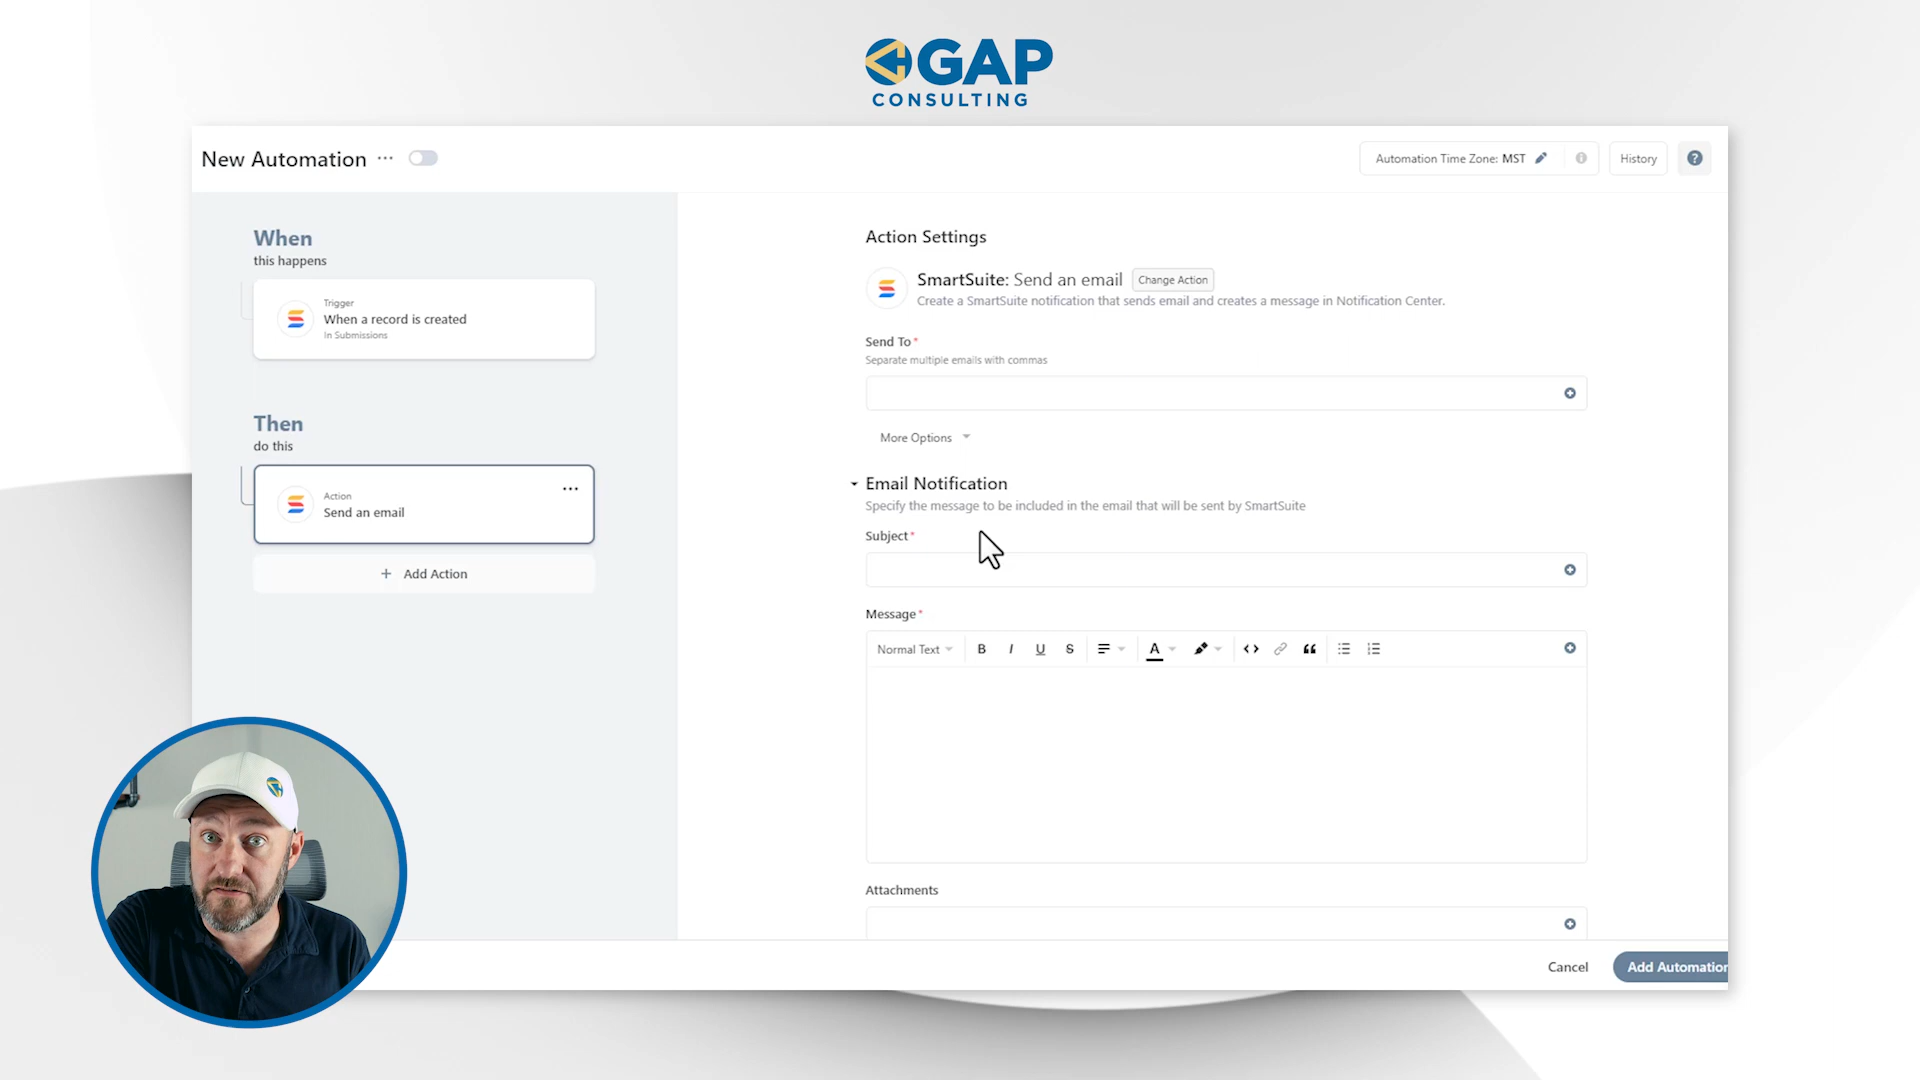 GAP
CONSULTING
New Automation
Automation Time Zone: MST
History
When
this happens
Trigger
When a record is created
In Submissions
Then
do this
Action
Send an email
+ Add Action
Action Settings
SmartSuite: Send an email
Change Action
Create a SmartSuite notification that sends email and creates a message in Notification Center.
Send To*
Separate multiple emails with commas
More Options
Email Notification
Specify the message to be included in the email that will be sent by SmartSuite
Subject*
Message*
Normal Text
B I U S A
Attachments
Cancel
Add Automation